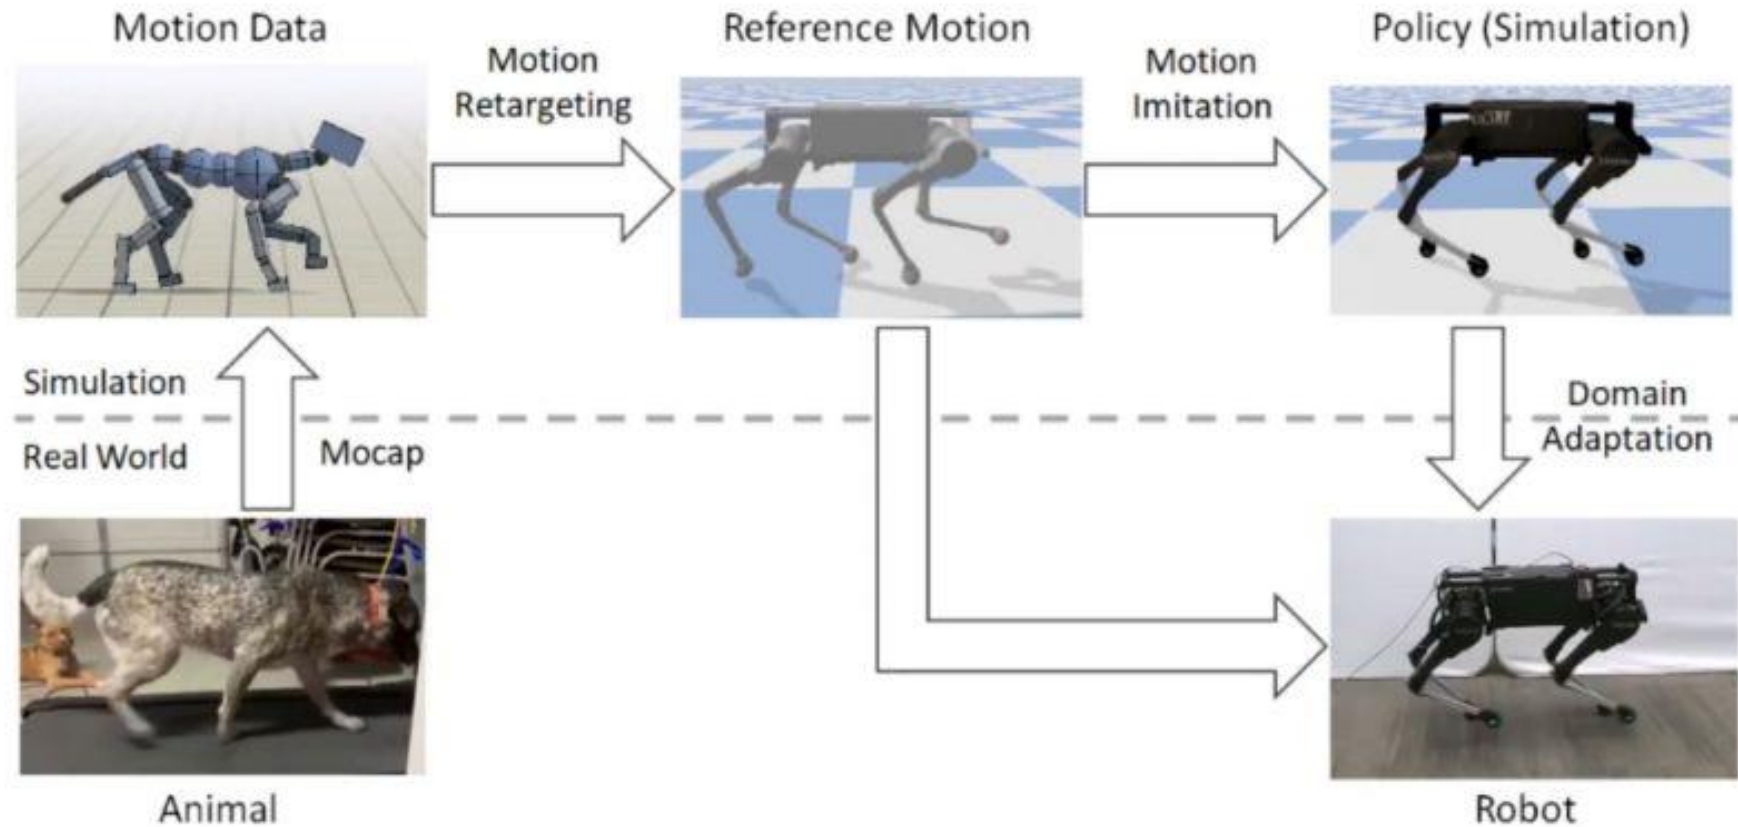 Motion Data
Reference Motion
Policy (Simulation)
Motion
Retargeting
Motion
Imitation
Simulation
Domain
Real World
Mocap
Adaptation
Animal
Robot